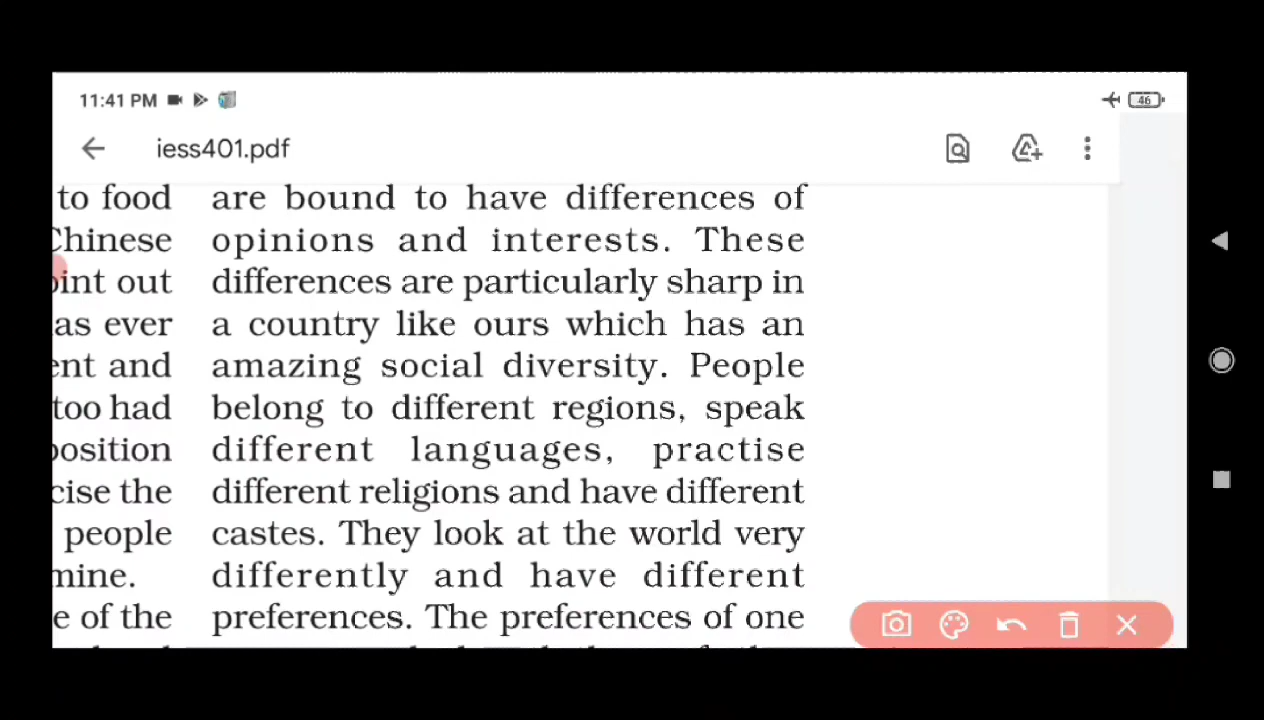 11:41 PM
46
iess401.pdf
to food
Chinese
out
as ever
and
too had
cise the
people
mine.
e of the
are bound to have differences of
opinions and interests. These
differences are particularly sharp in
a country like ours which has an
amazing social diversity. People
belong to different regions, speak
different languages, practise
different religions and have different
castes. They look at the world very
differently and have different
preferences. The preferences of one